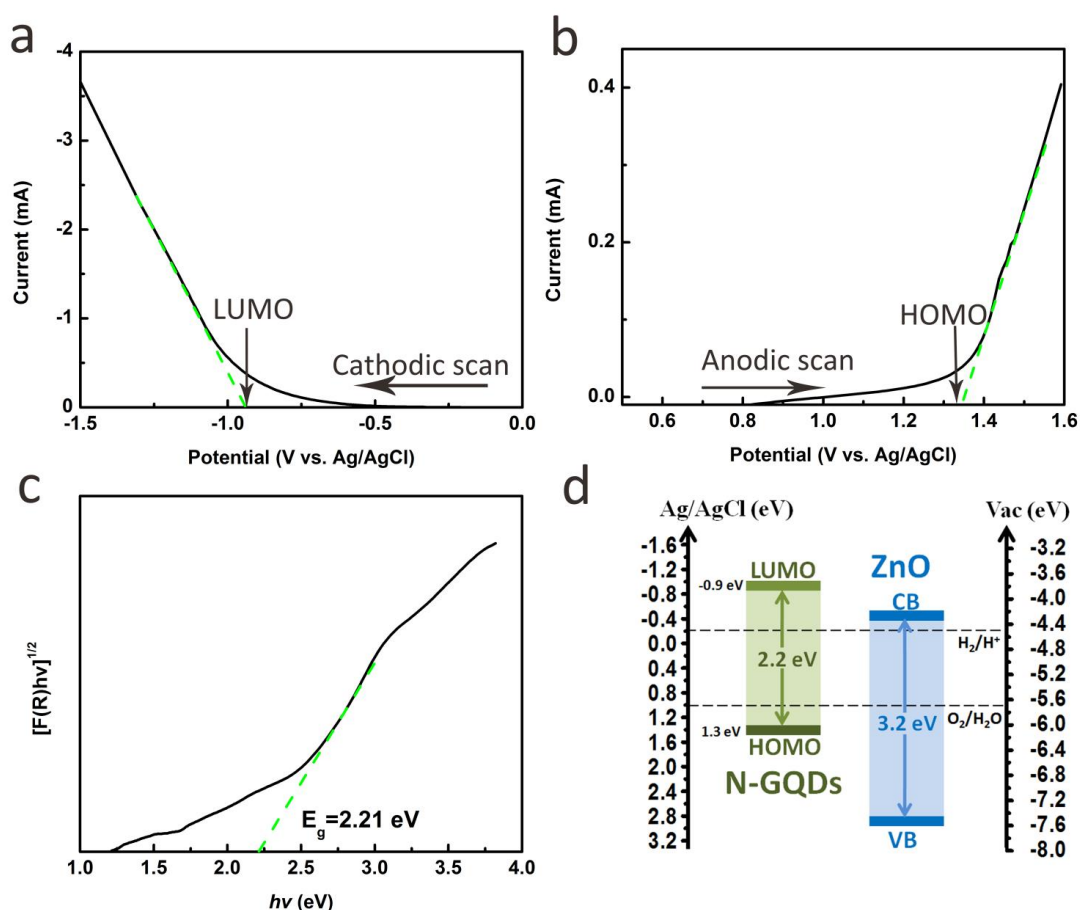 a
-4
-3
-2
-1
0
Current (mA)
LUMO
Cathodic scan
-1.5
-1.0
-0.5
0.0
Potential (V vs. Ag/AgCl)
b
0.4
0.2
0.0
Current (mA)
HOMO
Anodic scan
0.6
0.8
1.0
1.2
1.4
1.6
Potential (V vs. Ag/AgCl)
c
[F(R)hv]^1/2
E_g=2.21 eV
1.0
1.5
2.0
2.5
3.0
3.5
4.0
hv (eV)
d
Ag/AgCl (eV)
Vac (eV)
-1.6
-1.2
-0.8
-0.4
0.0
0.4
0.8
1.2
1.6
2.0
2.4
2.8
3.2
-0.9 eV
LUMO
2.2 eV
1.3 eV
HOMO
N-GQDs
ZnO
CB
3.2 eV
VB
H₂/H⁺
O₂/H₂O
-3.2
-3.6
-4.0
-4.4
-4.8
-5.2
-5.6
-6.0
-6.4
-6.8
-7.2
-7.6
-8.0